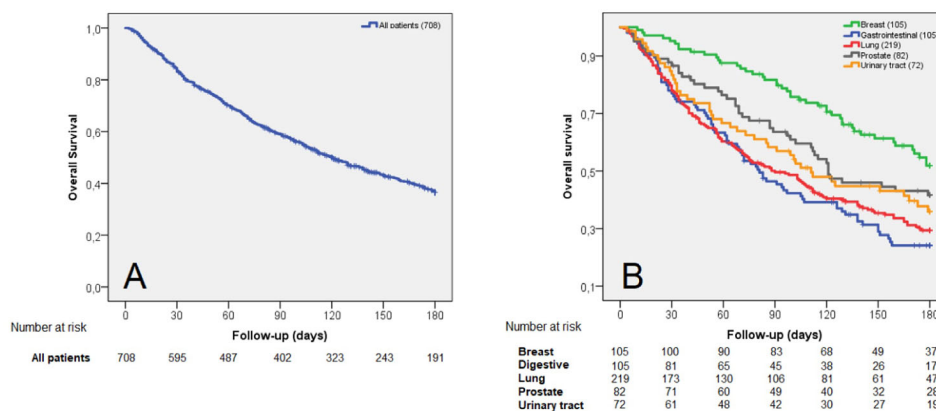 All patients (708)
1,0
0,8
0,6
0,4
0,2
0,0
Overall Survival
A
0 30 60 90 120 150 180
Follow-up (days)
Number at risk
All patients 708 595 487 402 323 243 191
Breast (105)
Gastrointestinal (105)
Lung (219)
Prostate (82)
Urinary tract (72)
0,9
0,7
0,5
0,3
0,1
Overall survival
B
0 30 60 90 120 150 180
Follow-up (days)
Number at risk
Breast 105 100 90 83 68 49 37
Digestive 105 81 65 45 38 26 17
Lung 219 173 130 106 81 61 47
Prostate 82 71 60 49 40 32 28
Urinary tract 72 61 48 42 30 27 19